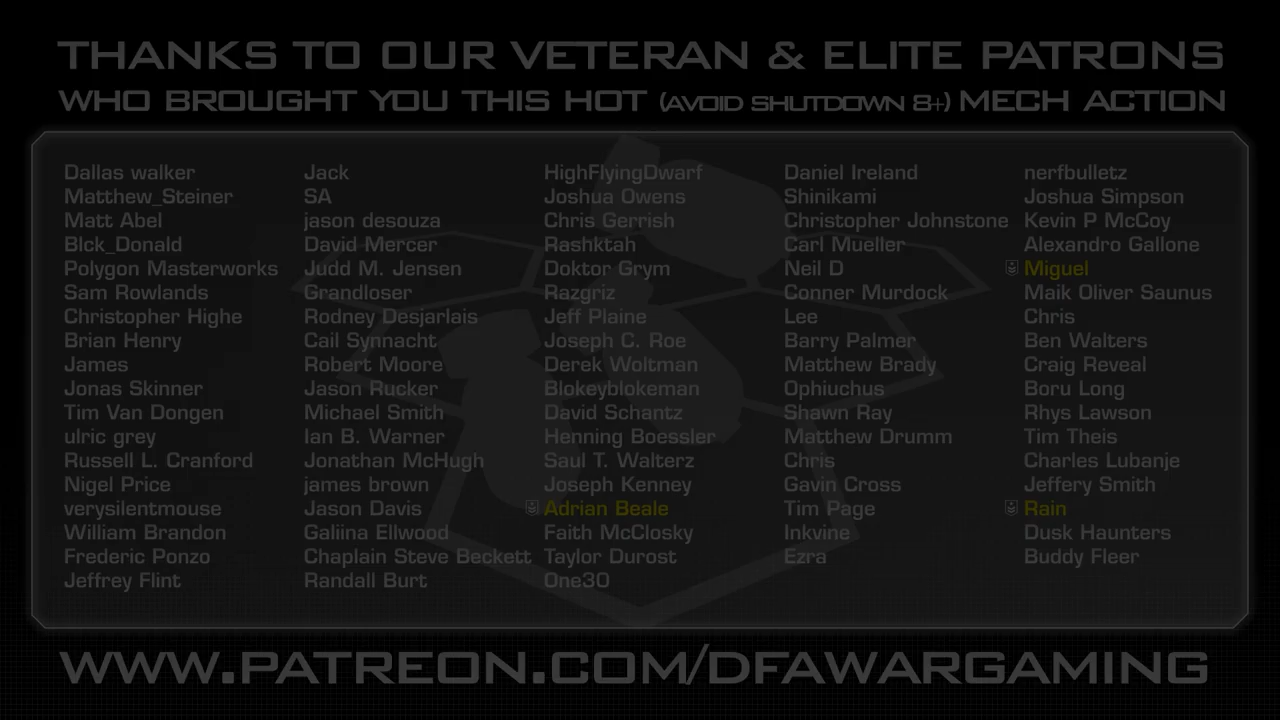 THANKS TO OUR VETERAN & ELITE PATRONS
WHO BROUGHT YOU THIS HOT (AVOID SHUTDOWN 8+) MECH ACTION
Dallas walker
Matthew_Steiner
Matt Abel
Blck_Donald
Polygon Masterworks
Sam Rowlands
Christopher Highe
Brian Henry
James
Jonas Skinner
Tim Van Dongen
ulric grey
Russell L. Cranford
Nigel Price
verysilentmouse
William Brandon
Frederic Ponzo
Jeffrey Flint
Jack
SA
jason desouza
David Mercer
Judd M. Jensen
Grandloser
Rodney Desjarlais
Cail Synnacht
Robert Moore
Jason Rucker
Michael Smith
Ian B. Warner
Jonathan McHugh
james brown
Jason Davis
Galiina Ellwood
Chaplain Steve Beckett
Randall Burt
HighFlyingDwarf
Joshua Owens
Chris Gerrish
Rashktah
Doktor Grym
Razgriz
Jeff Plaine
Joseph C. Roe
Derek Woltman
Blokeyblokeman
David Schantz
Henning Boessler
Saul T. Walterz
Joseph Kenney
Adrian Beale
Faith McClosky
Taylor Durost
One30
Daniel Ireland
Shinikami
Christopher Johnstone
Carl Mueller
Neil D
Conner Murdock
Lee
Barry Palmer
Matthew Brady
Ophiuchus
Shawn Ray
Matthew Drumm
Chris
Gavin Cross
Tim Page
Inkvine
Ezra
nerfbulletz
Joshua Simpson
Kevin P McCoy
Alexandro Gallone
Miguel
Maik Oliver Saunus
Chris
Ben Walters
Craig Reveal
Boru Long
Rhys Lawson
Tim Theis
Charles Lubanje
Jeffery Smith
Rain
Dusk Haunters
Buddy Fleer
WWW.PATREON.COM/DFAWARGAMING